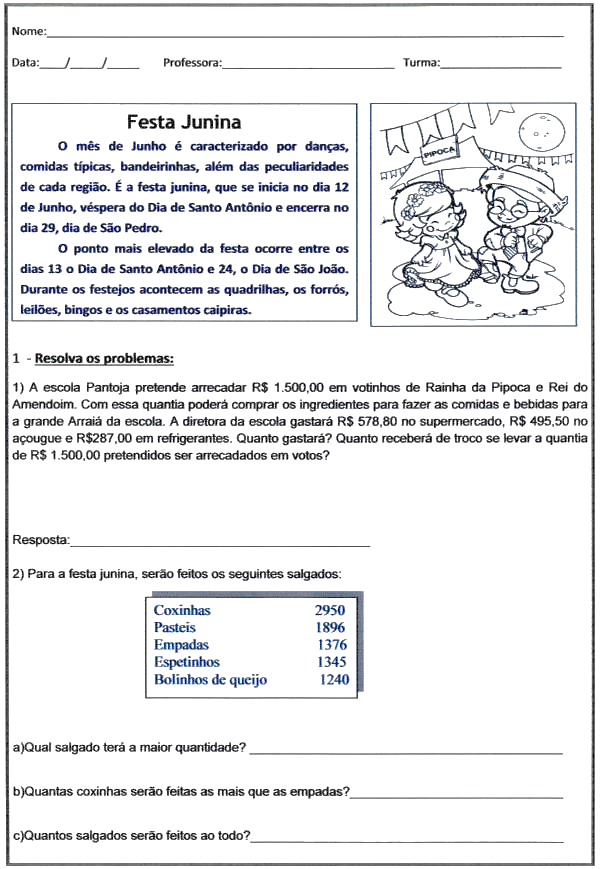 Nome:
Data:____/_____/_____ Professora:__________________________ Turma:__________________
Festa Junina
O mês de Junho é caracterizado por danças,
comidas típicas, bandeirinhas, além das peculiaridades
de cada região. É a festa junina, que se inicia no dia 12
de Junho, véspera do Dia de Santo Antônio e encerra no
dia 29, dia de São Pedro.
O ponto mais elevado da festa ocorre entre os
dias 13 o Dia de Santo Antônio e 24, o Dia de São João.
Durante os festejos acontecem as quadrilhas, os forrós,
leilões, bingos e os casamentos caipiras.
PIPOCA
1 - Resolva os problemas:
1) A escola Pantoja pretende arrecadar R$ 1.500,00 em votinhos de Rainha da Pipoca e Rei do
Amendoim. Com essa quantia poderá comprar os ingredientes para fazer as comidas e bebidas para
a grande Arraiá da escola. A diretora da escola gastará R$ 578,80 no supermercado, R$ 495,50 no
açougue e R$287,00 em refrigerantes. Quanto gastará? Quanto receberá de troco se levar a quantia
de R$ 1.500,00 pretendidos ser arrecadados em votos?
Resposta:
2) Para a festa junina, serão feitos os seguintes salgados:
Coxinhas 2950
Pasteis 1896
Empadas 1376
Espetinhos 1345
Bolinhos de queijo 1240
a)Qual salgado terá a maior quantidade?
b)Quantas coxinhas serão feitas as mais que as empadas?
c)Quantos salgados serão feitos ao todo?